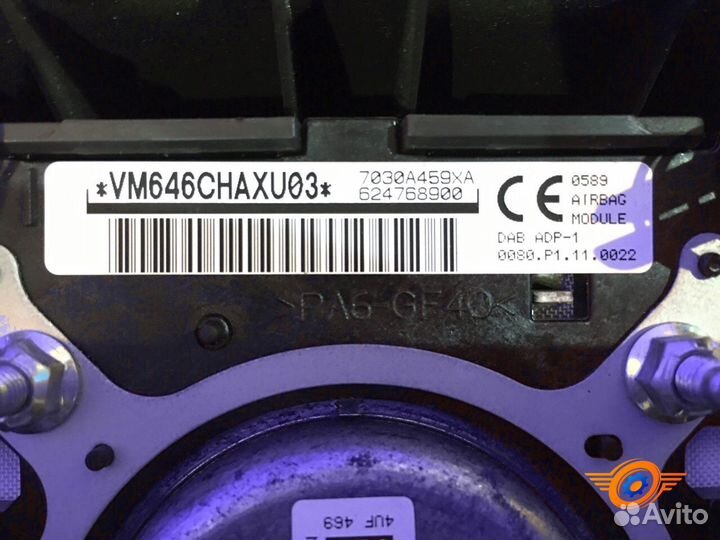 *VM646CHAXU03*
7030A459XA
624768900
CE
0589
AIRBAG
MODULE
DAB ADP-1
0080.P1.11.0022
>PA6-GF40<
4UF 469
Avito